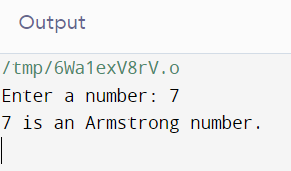 Output
/tmp/6Wa1exV8rV.o
Enter a number: 7
7 is an Armstrong number.